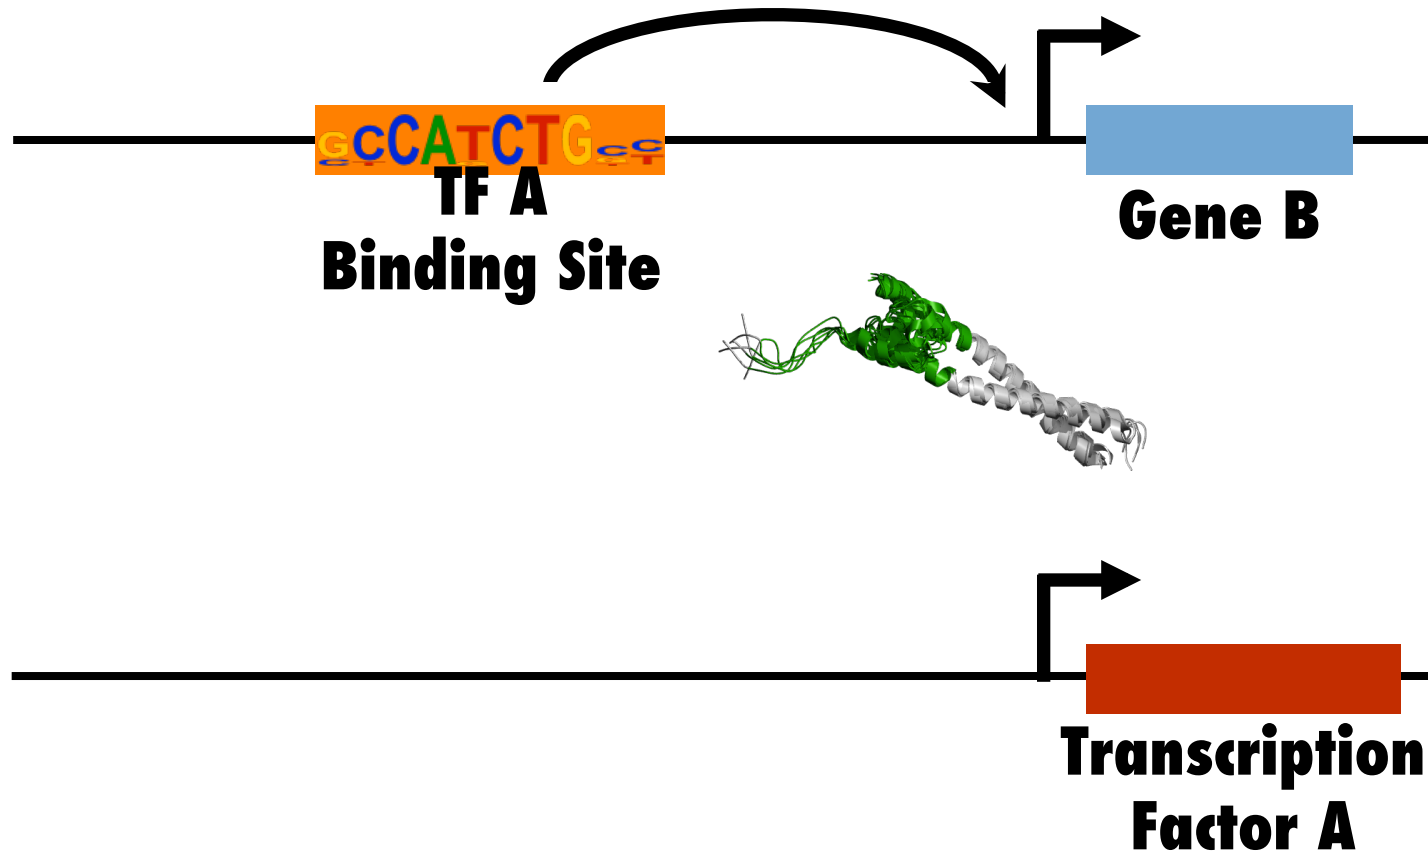 GCCATCTGCC
TF A
Binding Site
Gene B
Transcription
Factor A